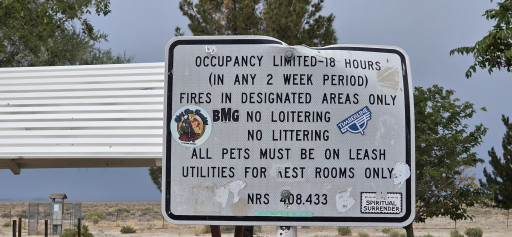 OCCUPANCY LIMITED-18 HOURS
(IN ANY 2 WEEK PERIOD)
FIRES IN DESIGNATED AREAS ONLY
BMG NO LOITERING
TIMBERLINE
NO LITTERING
ALL PETS MUST BE ON LEASH
UTILITIES FOR REST ROOMS ONLY
NRS 408.433
SPIRITUAL
SURRENDER